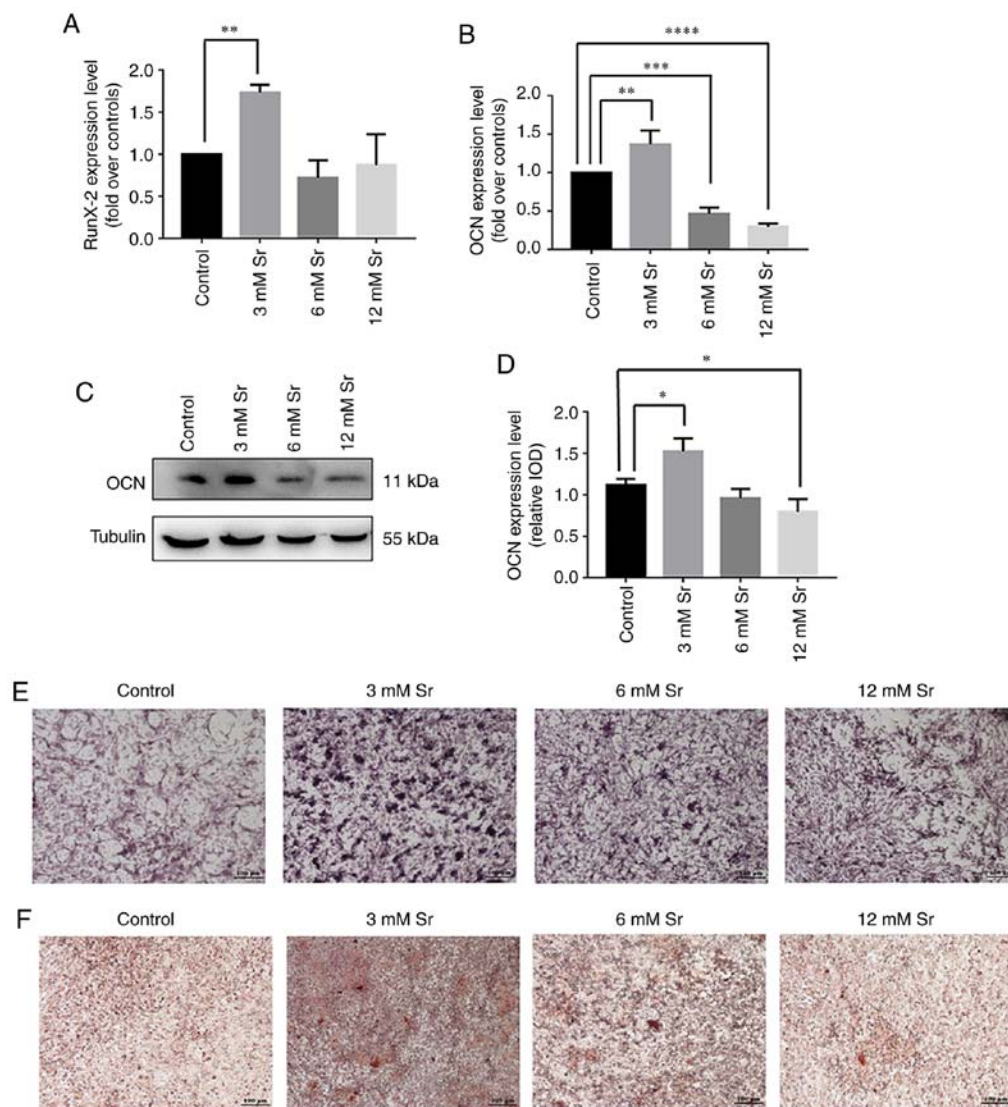 A
**
RunX-2 expression level
(fold over controls)
2.0
1.5
1.0
0.5
0.0
Control
3 mM Sr
6 mM Sr
12 mM Sr
B
****
***
**
OCN expression level
(fold over controls)
2.0
1.5
1.0
0.5
0.0
Control
3 mM Sr
6 mM Sr
12 mM Sr
C
Control
3 mM Sr
6 mM Sr
12 mM Sr
OCN
11 kDa
Tubulin
55 kDa
D
*
*
OCN expression level
(relative IOD)
2.0
1.5
1.0
0.5
0.0
Control
3 mM Sr
6 mM Sr
12 mM Sr
E
Control
3 mM Sr
6 mM Sr
12 mM Sr
F
Control
3 mM Sr
6 mM Sr
12 mM Sr
100 µm